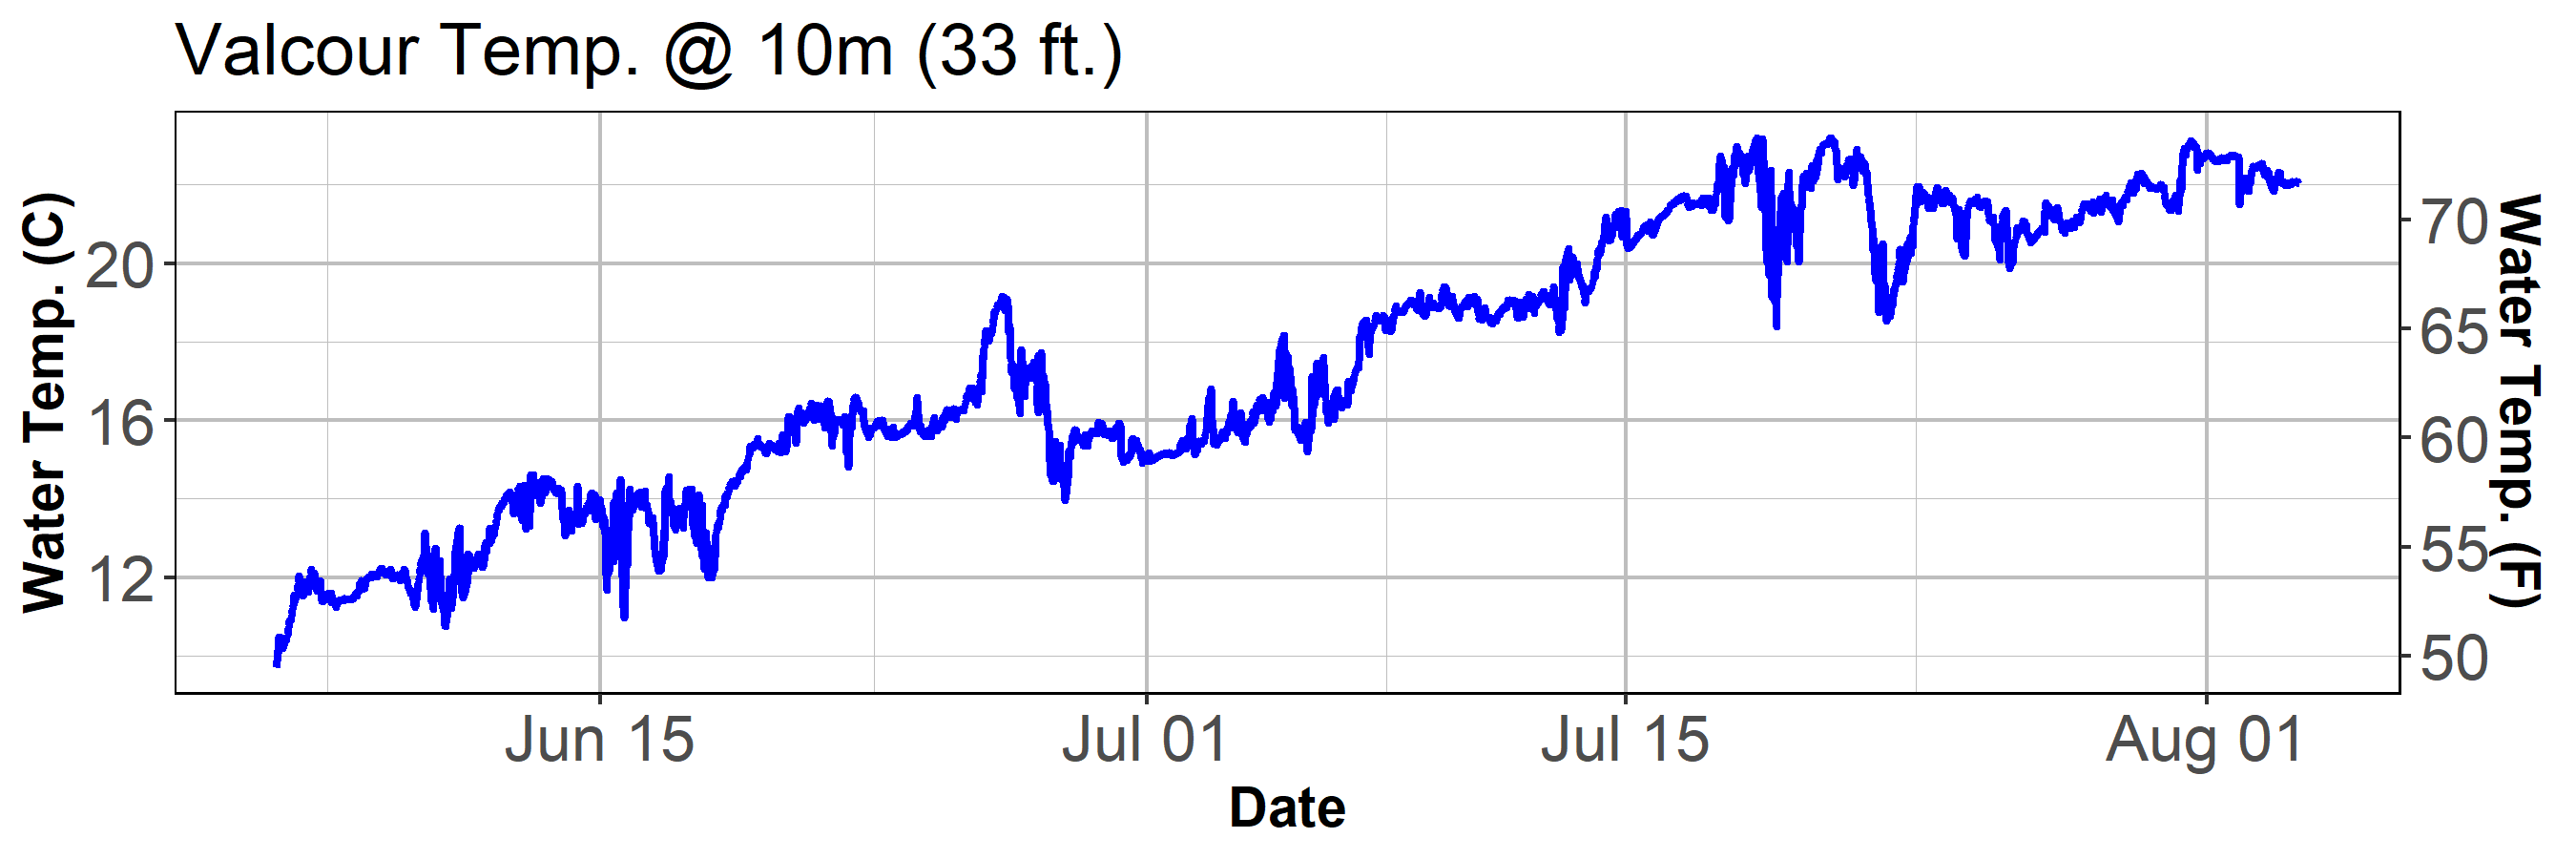 Valcour Temp. @ 10m (33 ft.)
Water Temp. (C)
20
16
12
70
65
60
55
50
Water Temp. (F)
Jun 15
Jul 01
Jul 15
Aug 01
Date